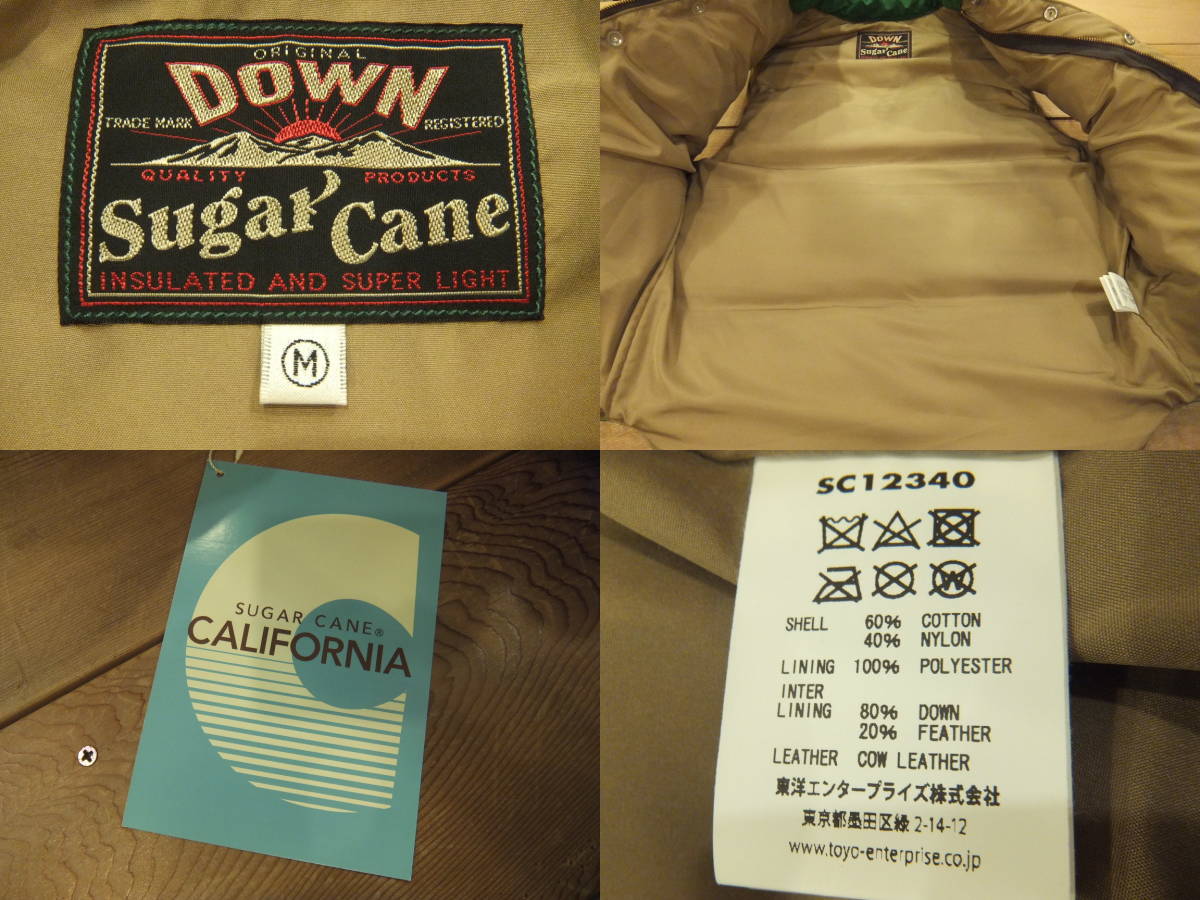 ORIGINAL
DOWN
TRADE MARK REGISTERED
QUALITY PRODUCTS
Sugar Cane
INSULATED AND SUPER LIGHT
M
DOWN
Sugar Cane
SUGAR CANE®
CALIFORNIA
SC12340
W
SHELL 60% COTTON
40% NYLON
LINING 100% POLYESTER
INTER
LINING 80% DOWN
20% FEATHER
LEATHER COW LEATHER
東洋エンタープライズ株式会社
東京都墨田区緑 2-14-12
www.toyo-enterprise.co.jp